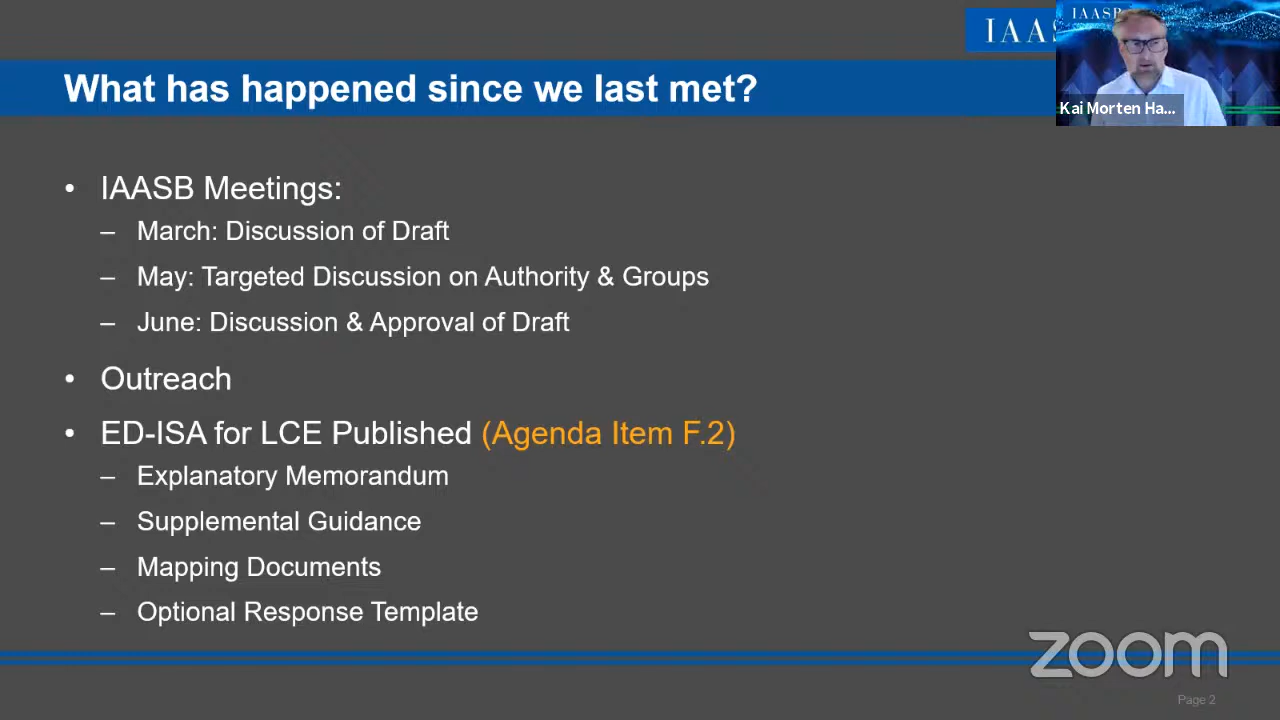 IAAS
IAASB
What has happened since we last met?
Kai Morten Ha...
• IAASB Meetings:
– March: Discussion of Draft
– May: Targeted Discussion on Authority & Groups
– June: Discussion & Approval of Draft
• Outreach
• ED-ISA for LCE Published (Agenda Item F.2)
– Explanatory Memorandum
– Supplemental Guidance
– Mapping Documents
– Optional Response Template
zoom
Page 2